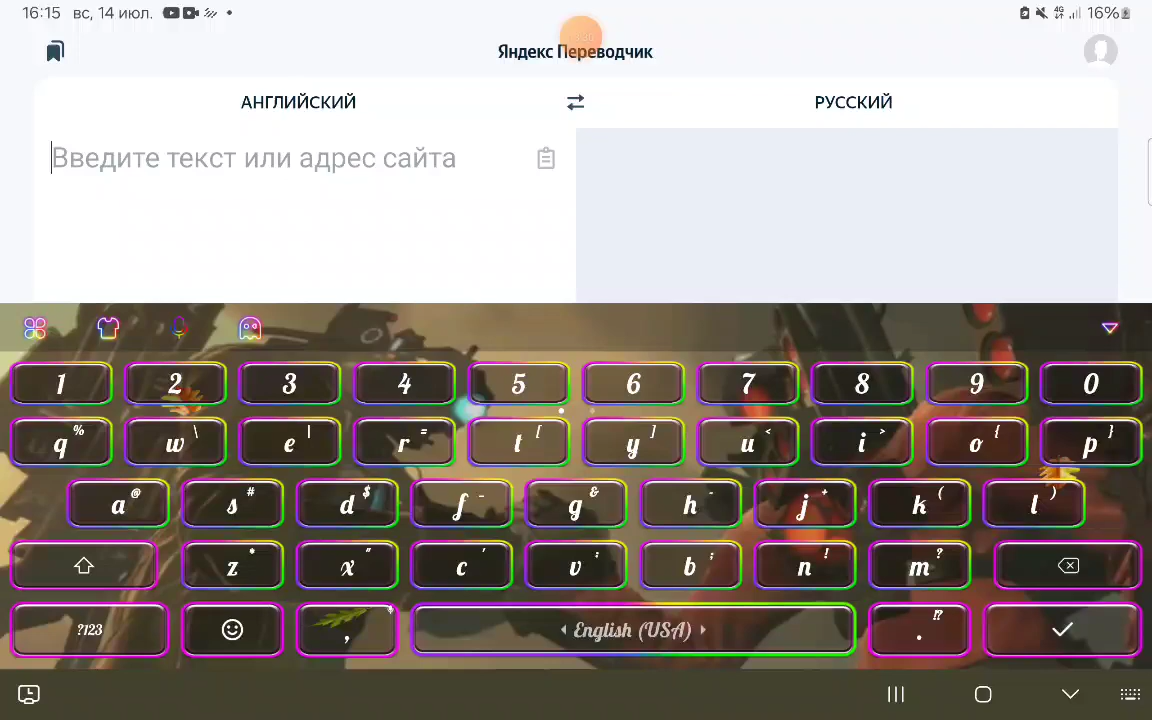 16:15 вс, 14 июл. 4G 16%
Яндекс Переводчик
АНГЛИЙСКИЙ РУССКИЙ
Введите текст или адрес сайта
1 2 3 4 5 6 7 8 9 0
q % w \ e | r = t [ y ] u < i > o { p }
a @ s # d $ f _ g & h - j + k ( l )
z * x " c ' v : b ; n ! m ?
?123 , English (USA) . !?